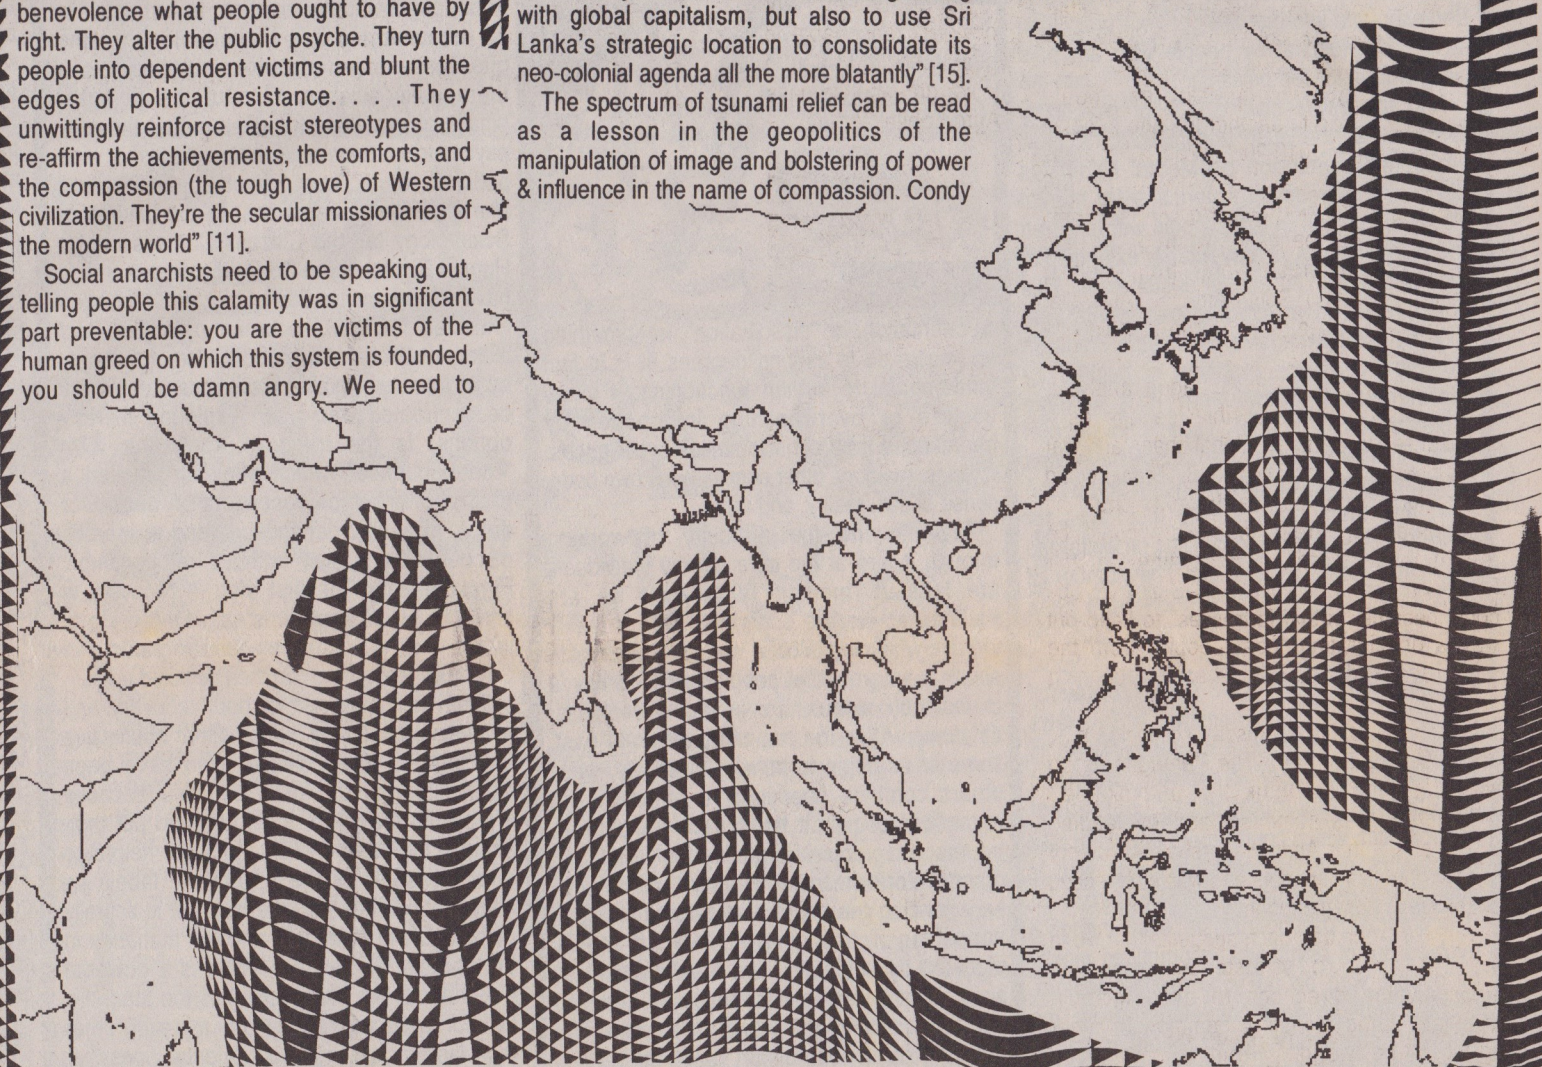 benevolence what people ought to have by
right. They alter the public psyche. They turn
people into dependent victims and blunt the
edges of political resistance. . . . They
unwittingly reinforce racist stereotypes and
re-affirm the achievements, the comforts, and
the compassion (the tough love) of Western
civilization. They're the secular missionaries of
the modern world” [11].
Social anarchists need to be speaking out,
telling people this calamity was in significant
part preventable: you are the victims of the
human greed on which this system is founded,
you should be damn angry. We need to
with global capitalism, but also to use Sri
Lanka’s strategic location to consolidate its
neo-colonial agenda all the more blatantly” [15].
The spectrum of tsunami relief can be read
as a lesson in the geopolitics of the
manipulation of image and bolstering of power
& influence in the name of compassion. Condy